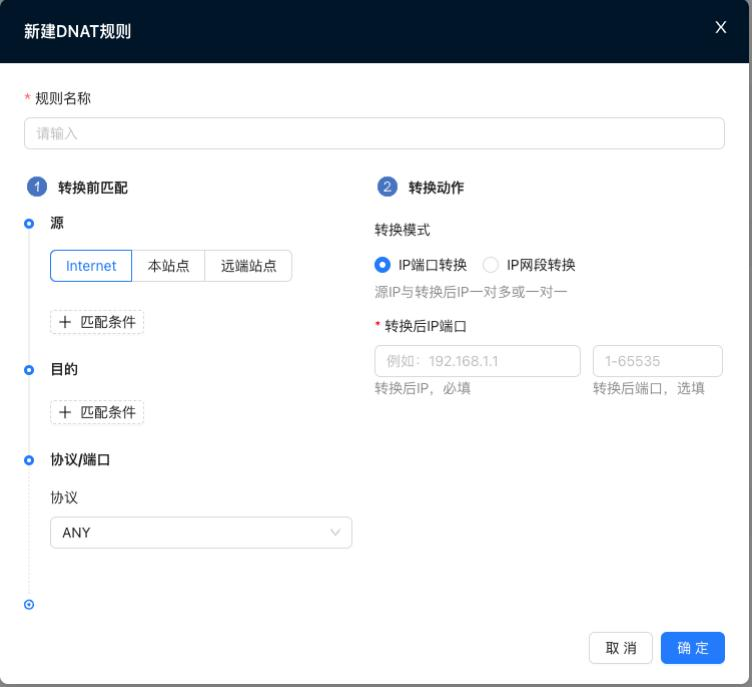 新建DNAT规则
X
* 规则名称
请输入
1 转换前匹配
源
Internet 本站点 远端站点
+ 匹配条件
目的
+ 匹配条件
协议/端口
协议
ANY
2 转换动作
转换模式
IP端口转换 IP网段转换
源IP与转换后IP一对多或一对一
* 转换后IP端口
例如：192.168.1.1 1-65535
转换后IP，必填 转换后端口，选填
取 消 确 定